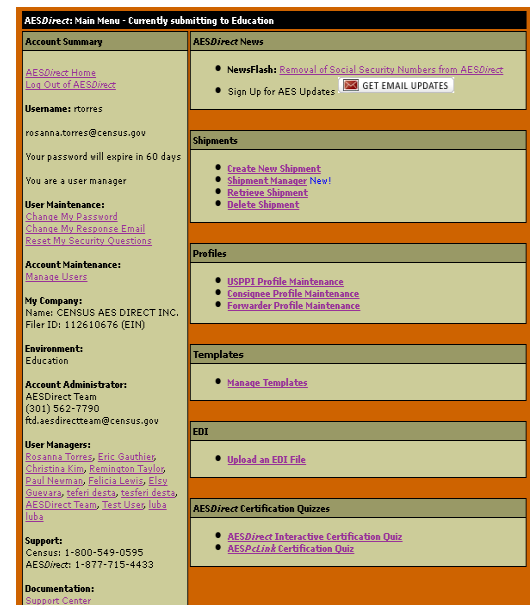 AESDirect: Main Menu - Currently submitting to Education
Account Summary
AESDirect Home
Log Out of AESDirect
Username: rtorres
rosanna.torres@census.gov
Your password will expire in 60 days
You are a user manager
User Maintenance:
Change My Password
Change My Response Email
Reset My Security Questions
Account Maintenance:
Manage Users
My Company:
Name: CENSUS AES DIRECT INC.
Filer ID: 112610676 (EIN)
Environment:
Education
Account Administrator:
AESDirect Team
(301) 562-7790
ftd.aesdirectteam@census.gov
User Managers:
Rosanna Torres, Eric Gauthier,
Christina Kim, Remington Taylor,
Paul Newman, Felicia Lewis, Elsy
Guevara, teferi desta, tesferi desta,
AESDirect Team, Test User, luba
luba
Support:
Census: 1-800-549-0595
AESDirect: 1-877-715-4433
Documentation:
Support Center
AESDirect News
NewsFlash: Removal of Social Security Numbers from AESDirect
Sign Up for AES Updates GET EMAIL UPDATES
Shipments
Create New Shipment
Shipment Manager New!
Retrieve Shipment
Delete Shipment
Profiles
USPPI Profile Maintenance
Consignee Profile Maintenance
Forwarder Profile Maintenance
Templates
Manage Templates
EDI
Upload an EDI File
AESDirect Certification Quizzes
AESDirect Interactive Certification Quiz
AESPcLink Certification Quiz